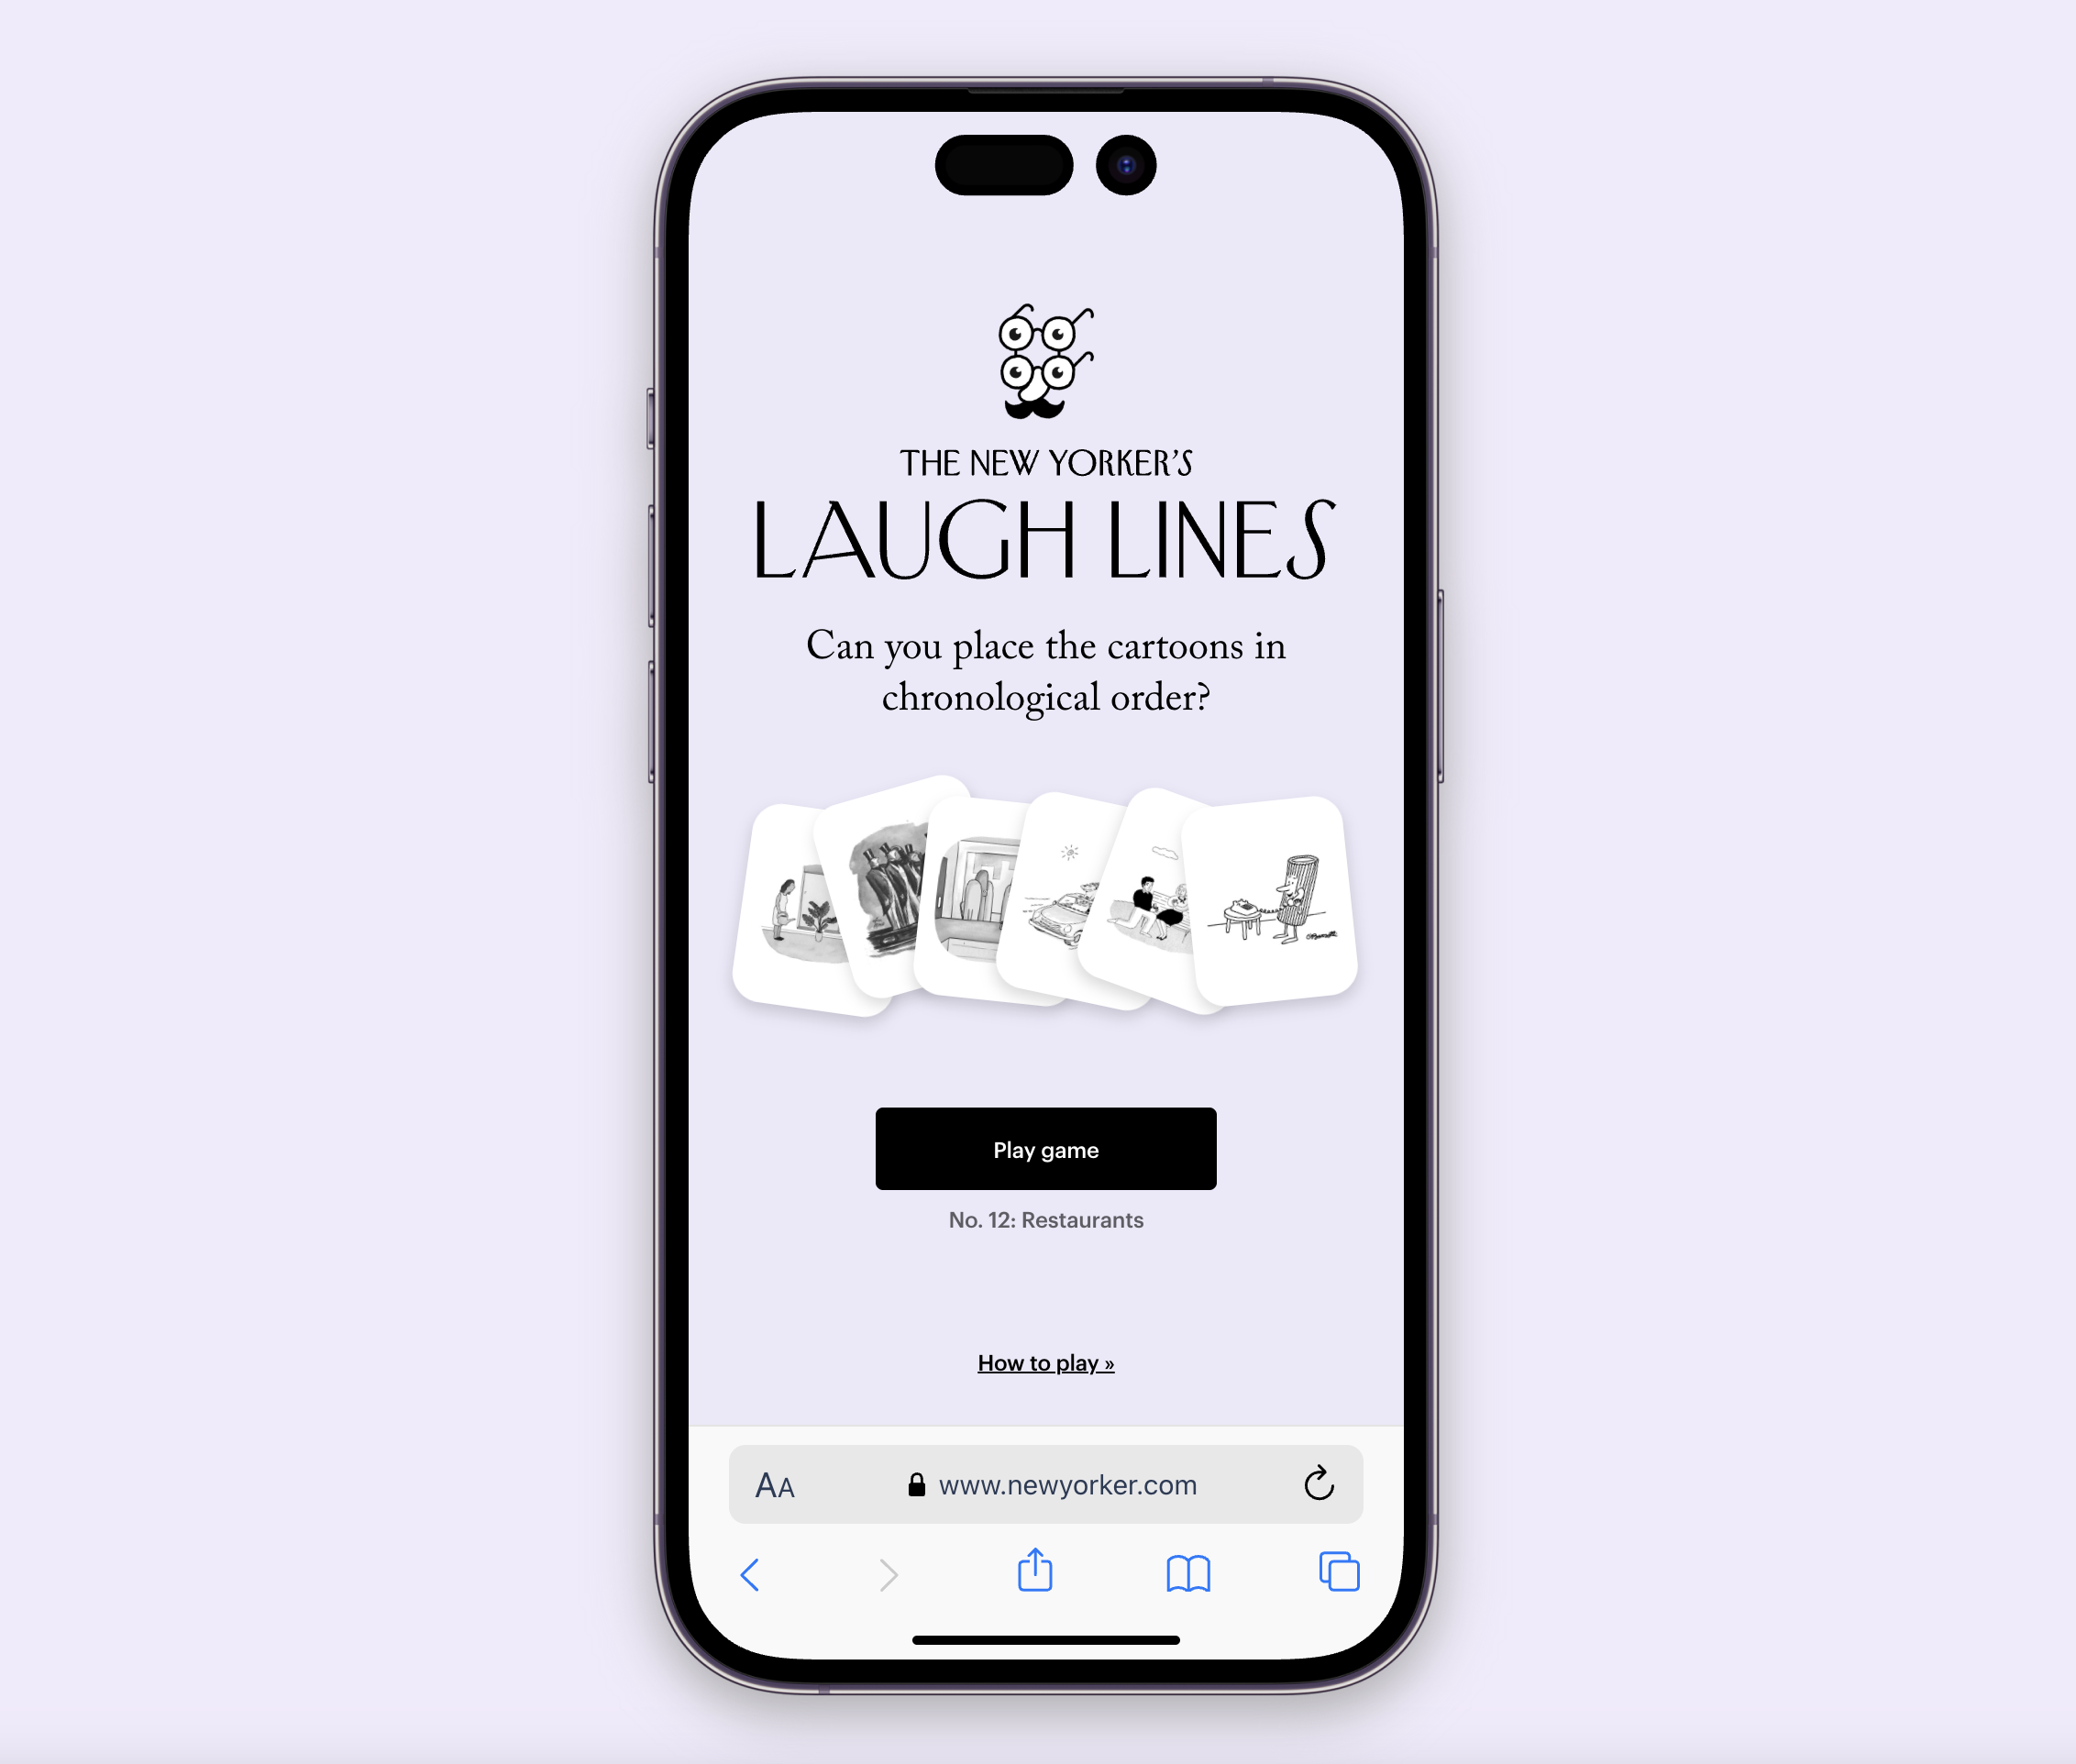 THE NEW YORKER'S
LAUGH LINES
Can you place the cartoons in
chronological order?
Play game
No. 12: Restaurants
How to play »
AA
www.newyorker.com